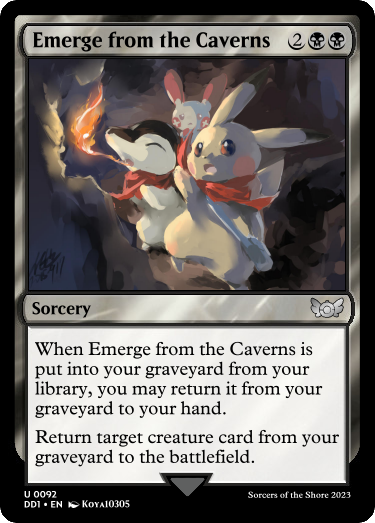 Emerge from the Caverns 2
Sorcery
When Emerge from the Caverns is
put into your graveyard from your
library, you may return it from your
graveyard to your hand.
Return target creature card from your
graveyard to the battlefield.
U 0092
DD1 • EN Koya10305
Sorcers of the Shore 2023